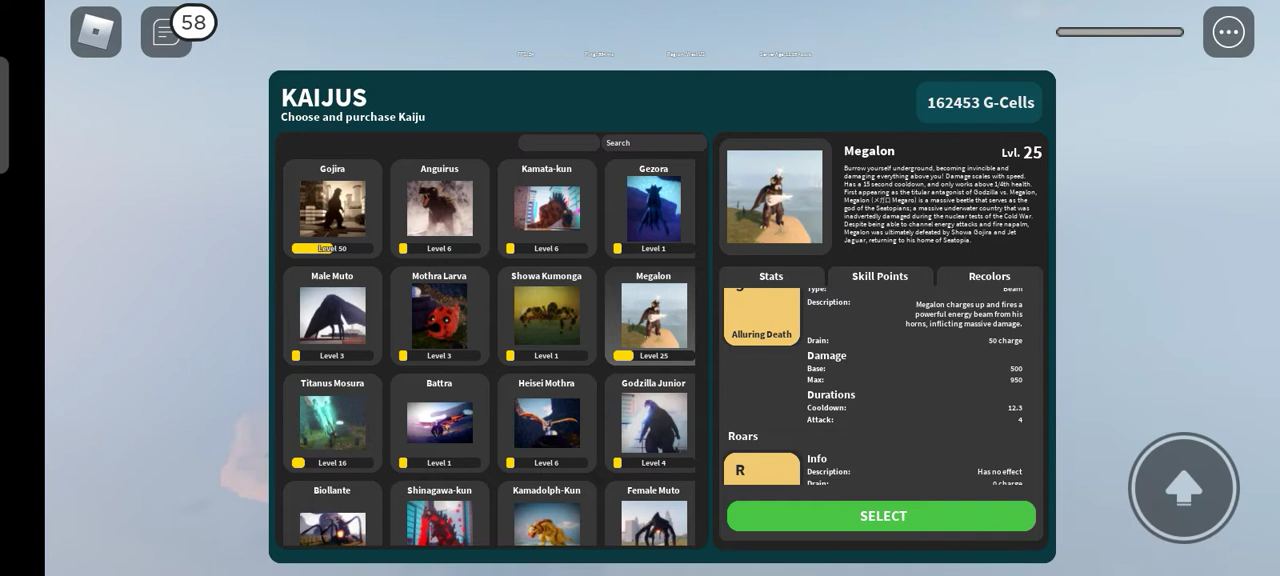 58
KAIJUS
Choose and purchase Kaiju
162453 G-Cells
Search
Gojira
Anguirus
Kamata-kun
Gezora
Level 50
Level 6
Level 6
Level 1
Male Muto
Mothra Larva
Showa Kumonga
Megalon
Level 3
Level 3
Level 1
Level 25
Titanus Mosura
Battra
Heisei Mothra
Godzilla Junior
Level 16
Level 1
Level 6
Level 4
Biollante
Shinagawa-kun
Kamadolph-Kun
Female Muto
Megalon
Lvl. 25
Burrow yourself underground, becoming invincible and
damaging everything above you! Damage scales with speed.
Has a 15 second cooldown, and only works above 1/4th health.
First appearing as the titular antagonist of Godzilla vs. Megalon,
Megalon (メガロ Megaro) is a massive beetle that serves as the
god of the Seatopians; a massive underwater country that was
inadvertently damaged during the nuclear tests of the Cold War.
Despite being able to channel energy attacks and fire napalm,
Megalon was ultimately defeated by Showa Gojira and Jet
Jaguar, returning to his home of Seatopia.
Stats
Skill Points
Recolors
Type:
Beam
Alluring Death
Description:
Megalon charges up and fires a
powerful energy beam from his
horns, inflicting massive damage.
Drain:
50 charge
Damage
Base:
500
Max:
950
Durations
Cooldown:
12.3
Attack:
4
Roars
R
Info
Description:
Has no effect
Drain:
0 charge
SELECT